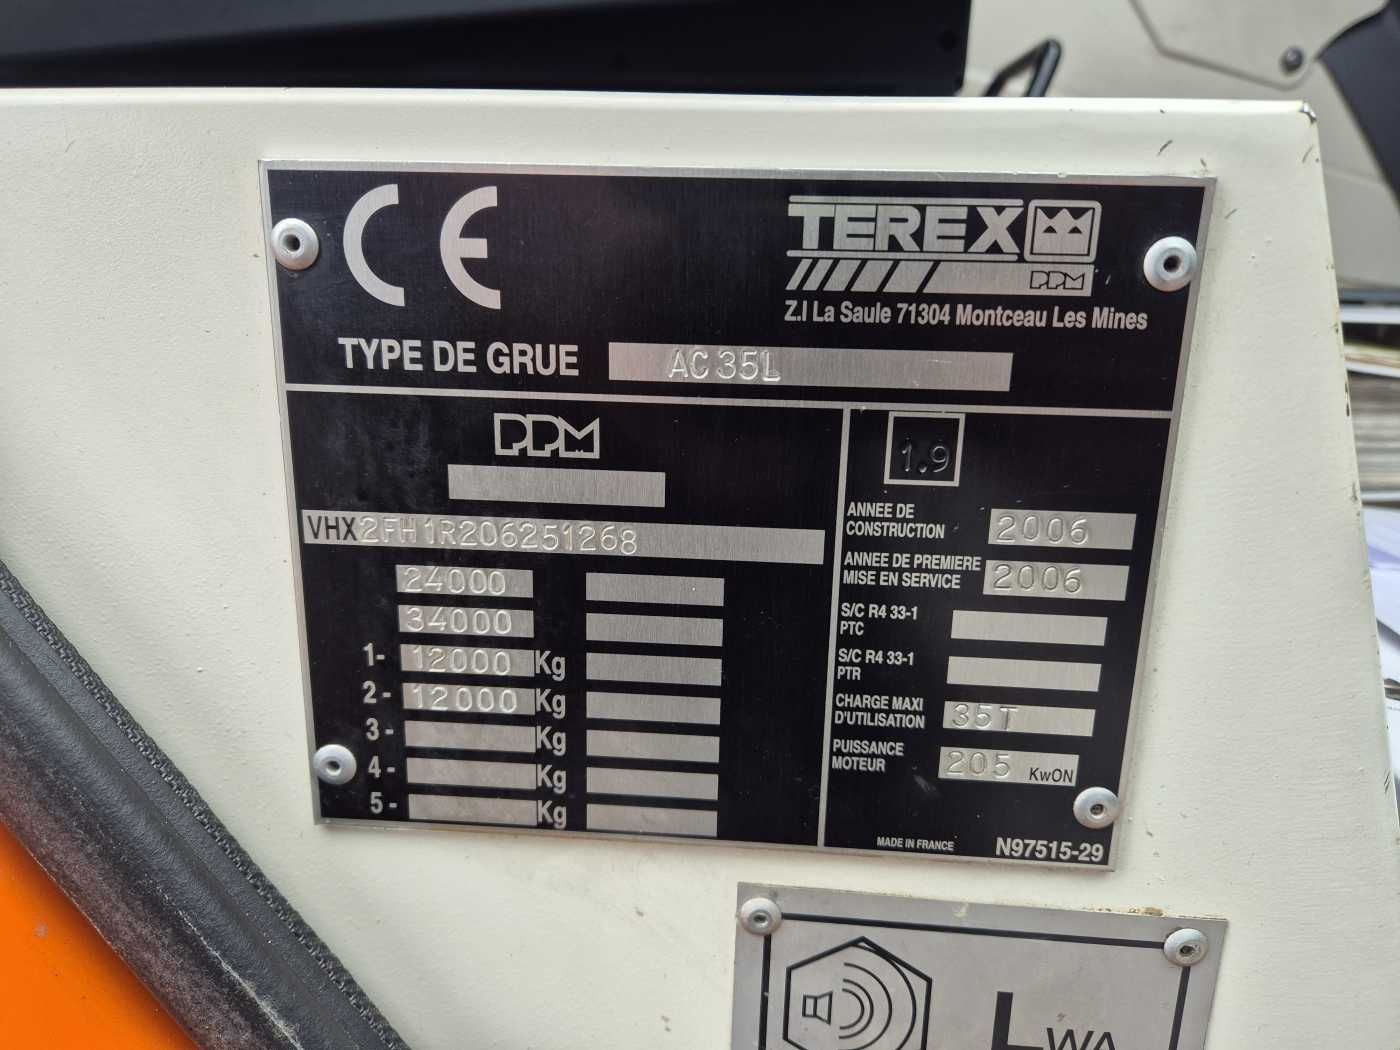 CE
TEREX
PPM
Z.I La Saule 71304 Montceau Les Mines
TYPE DE GRUE AC 35L
PPM
VHX2FH1R206251268
24000
34000
1- 12000 Kg
2- 12000 Kg
3- Kg
4- Kg
5- Kg
1.9
ANNEE DE
CONSTRUCTION 2006
ANNEE DE PREMIERE
MISE EN SERVICE 2006
S/C R4 33-1
PTC
S/C R4 33-1
PTR
CHARGE MAXI
D'UTILISATION 35T
PUISSANCE
MOTEUR 205 KwON
MADE IN FRANCE N97515-29
LWA